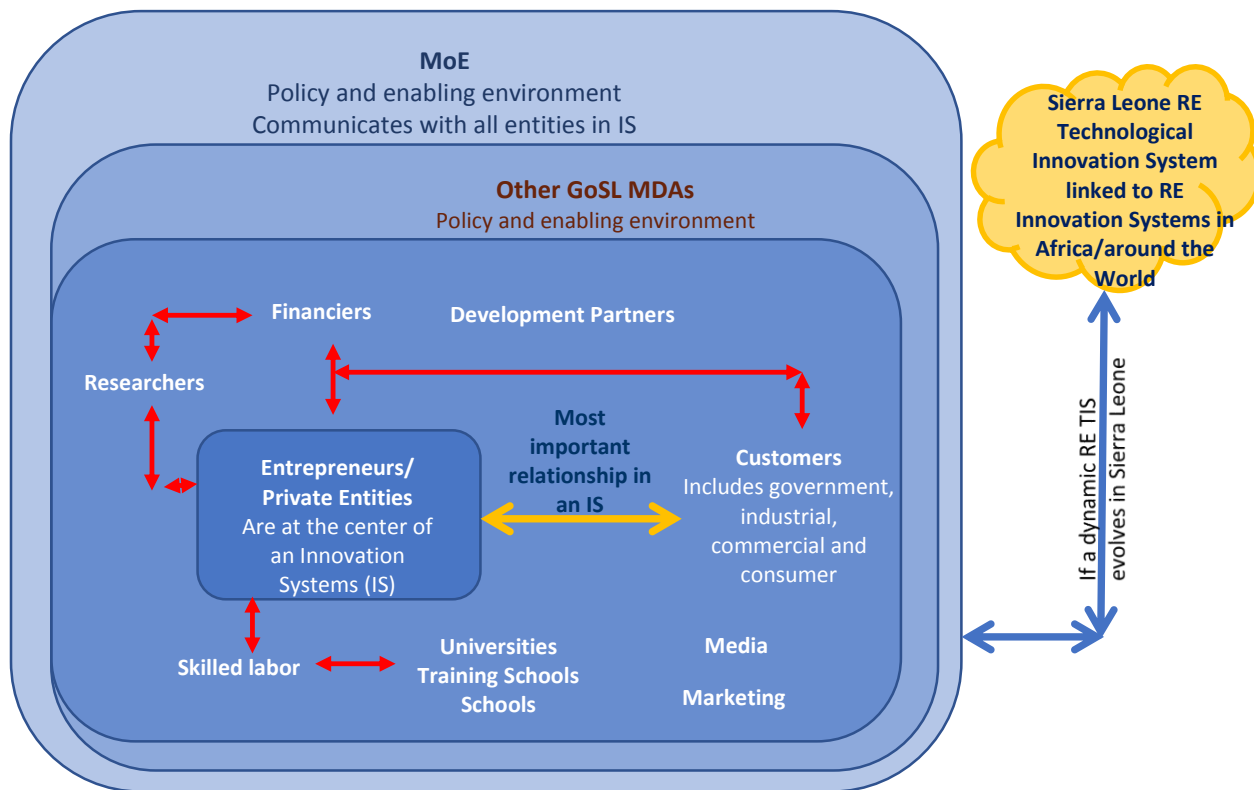 MoE
Policy and enabling environment
Communicates with all entities in IS
Other GoSL MDAs
Policy and enabling environment
Financiers
Development Partners
Researchers
Most
important
relationship in
an IS
Entrepreneurs/
Private Entities
Are at the center of
an Innovation
Systems (IS)
Customers
Includes government,
industrial,
commercial and
consumer
Skilled labor
Universities
Training Schools
Schools
Media
Marketing
Sierra Leone RE
Technological
Innovation System
linked to RE
Innovation Systems in
Africa/around the
World
If a dynamic RE TIS
evolves in Sierra Leone